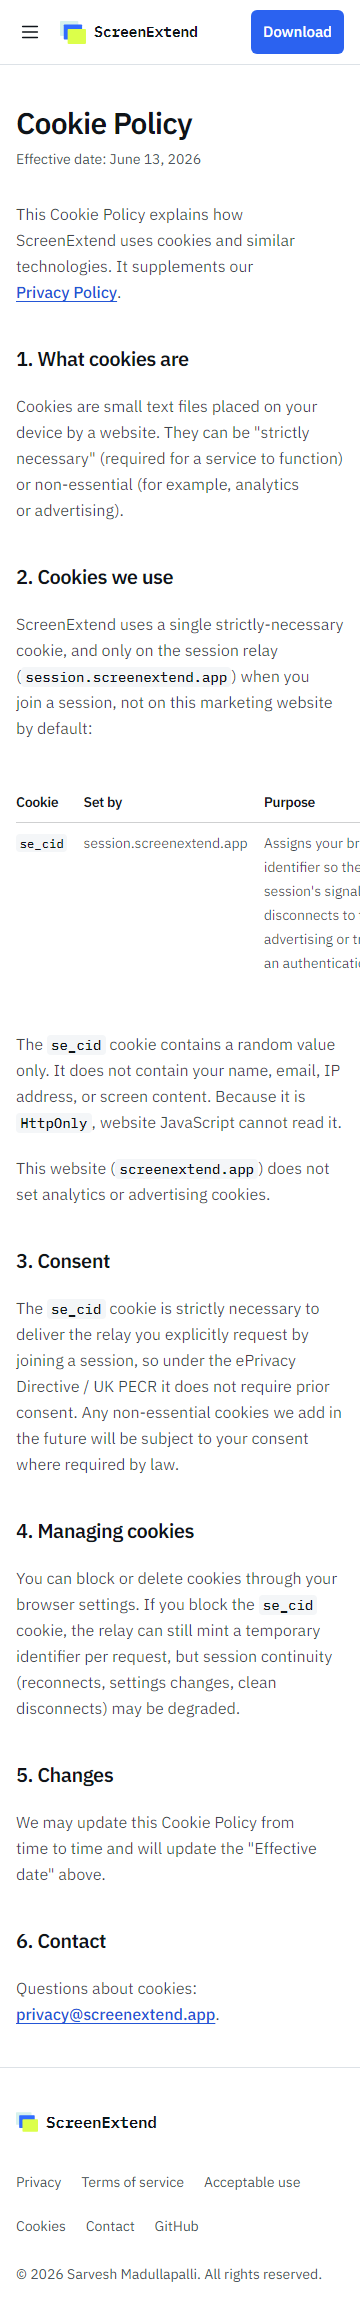 ScreenExtend
Download
Cookie Policy
Effective date: June 13, 2026
This Cookie Policy explains how
ScreenExtend uses cookies and similar
technologies. It supplements our
Privacy Policy.
1. What cookies are
Cookies are small text files placed on your
device by a website. They can be "strictly
necessary" (required for a service to function)
or non-essential (for example, analytics
or advertising).
2. Cookies we use
ScreenExtend uses a single strictly-necessary
cookie, and only on the session relay
(session.screenextend.app) when you
join a session, not on this marketing website
by default:
Cookie Set by Purpose
se_cid session.screenextend.app Assigns your
identifier so the
session's
disconnects to
advertising or
an
The se_cid cookie contains a random value
only. It does not contain your name, email, IP
address, or screen content. Because it is
HttpOnly, website JavaScript cannot read it.
This website (screenextend.app) does not
set analytics or advertising cookies.
3. Consent
The se_cid cookie is strictly necessary to
deliver the relay you explicitly request by
joining a session, so under the ePrivacy
Directive / UK PECR it does not require prior
consent. Any non-essential cookies we add in
the future will be subject to your consent
where required by law.
4. Managing cookies
You can block or delete cookies through your
browser settings. If you block the se_cid
cookie, the relay can still mint a temporary
identifier per request, but session continuity
(reconnects, settings changes, clean
disconnects) may be degraded.
5. Changes
We may update this Cookie Policy from
time to time and will update the "Effective
date" above.
6. Contact
Questions about cookies:
privacy@screenextend.app.
ScreenExtend
Privacy Terms of service Acceptable use
Cookies Contact GitHub
© 2026 Sarvesh Madullapalli. All rights reserved.